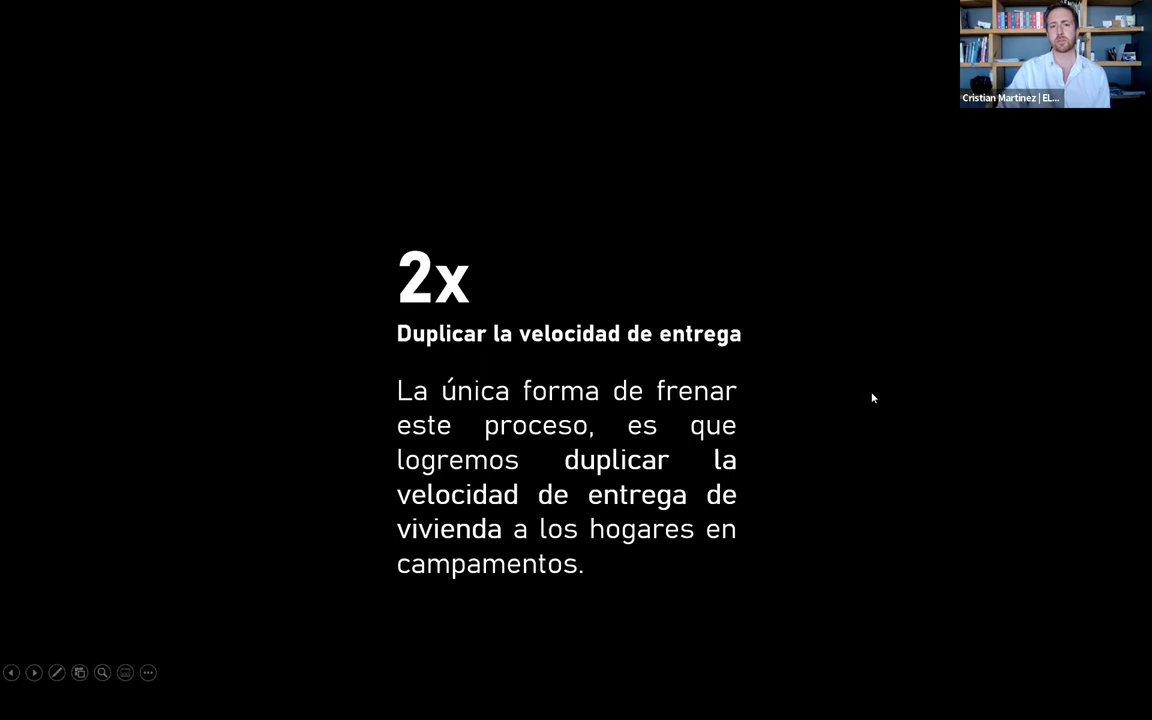 Cristian Martinez | EL...
2x
Duplicar la velocidad de entrega
La única forma de frenar
este proceso, es que
logremos duplicar la
velocidad de entrega de
vivienda a los hogares en
campamentos.